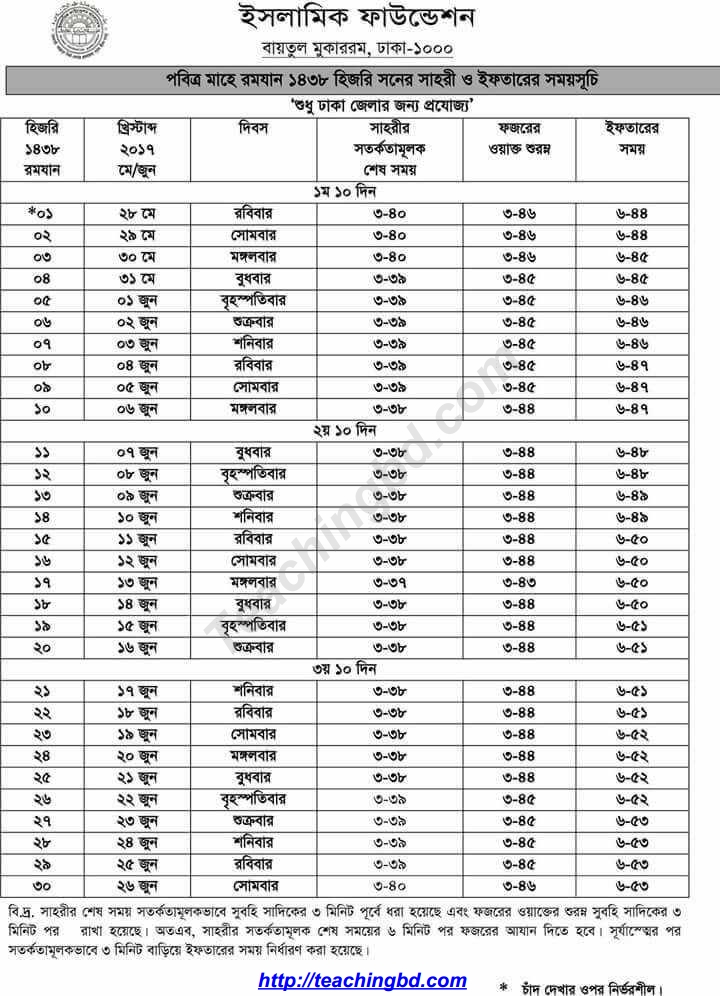 ইসলামিক ফাউন্ডেশন
বায়তুল মুকাররম, ঢাকা-১০০০
পবিত্র মাহে রমযান ১৪৩৮ হিজরি সনের সাহরী ও ইফতারের সময়সূচি
‘শুধু ঢাকা জেলার জন্য প্রযোজ্য’
হিজরি খ্রিস্টাব্দ দিবস সাহরীর ফজরের ইফতারের
১৪৩৮ ২০১৭ সতর্কতামূলক ওয়াক্ত শুরম্ন সময়
রমযান মে/জুন শেষ সময়
১ম ১০ দিন
*০১ ২৮ মে রবিবার ৩-৪০ ৩-৪৬ ৬-৪৪
০২ ২৯ মে সোমবার ৩-৪০ ৩-৪৬ ৬-৪৪
০৩ ৩০ মে মঙ্গলবার ৩-৪০ ৩-৪৬ ৬-৪৫
০৪ ৩১ মে বুধবার ৩-৩৯ ৩-৪৫ ৬-৪৫
০৫ ০১ জুন বৃহস্পতিবার ৩-৩৯ ৩-৪৫ ৬-৪৬
০৬ ০২ জুন শুক্রবার ৩-৩৯ ৩-৪৫ ৬-৪৬
০৭ ০৩ জুন শনিবার ৩-৩৯ ৩-৪৫ ৬-৪৬
০৮ ০৪ জুন রবিবার ৩-৩৯ ৩-৪৫ ৬-৪৭
০৯ ০৫ জুন সোমবার ৩-৩৯ ৩-৪৫ ৬-৪৭
১০ ০৬ জুন মঙ্গলবার ৩-৩৮ ৩-৪৪ ৬-৪৭
২য় ১০ দিন
১১ ০৭ জুন বুধবার ৩-৩৮ ৩-৪৪ ৬-৪৮
১২ ০৮ জুন বৃহস্পতিবার ৩-৩৮ ৩-৪৪ ৬-৪৮
১৩ ০৯ জুন শুক্রবার ৩-৩৮ ৩-৪৪ ৬-৪৯
১৪ ১০ জুন শনিবার ৩-৩৮ ৩-৪৪ ৬-৪৯
১৫ ১১ জুন রবিবার ৩-৩৮ ৩-৪৪ ৬-৫০
১৬ ১২ জুন সোমবার ৩-৩৮ ৩-৪৪ ৬-৫০
১৭ ১৩ জুন মঙ্গলবার ৩-৩৭ ৩-৪৩ ৬-৫০
১৮ ১৪ জুন বুধবার ৩-৩৮ ৩-৪৪ ৬-৫০
১৯ ১৫ জুন বৃহস্পতিবার ৩-৩৮ ৩-৪৪ ৬-৫১
২০ ১৬ জুন শুক্রবার ৩-৩৮ ৩-৪৪ ৬-৫১
৩য় ১০ দিন
২১ ১৭ জুন শনিবার ৩-৩৮ ৩-৪৪ ৬-৫১
২২ ১৮ জুন রবিবার ৩-৩৮ ৩-৪৪ ৬-৫১
২৩ ১৯ জুন সোমবার ৩-৩৮ ৩-৪৪ ৬-৫২
২৪ ২০ জুন মঙ্গলবার ৩-৩৮ ৩-৪৪ ৬-৫২
২৫ ২১ জুন বুধবার ৩-৩৮ ৩-৪৪ ৬-৫২
২৬ ২২ জুন বৃহস্পতিবার ৩-৩৯ ৩-৪৫ ৬-৫২
২৭ ২৩ জুন শুক্রবার ৩-৩৯ ৩-৪৫ ৬-৫৩
২৮ ২৪ জুন শনিবার ৩-৩৯ ৩-৪৫ ৬-৫৩
২৯ ২৫ জুন রবিবার ৩-৩৯ ৩-৪৫ ৬-৫৩
৩০ ২৬ জুন সোমবার ৩-৪০ ৩-৪৬ ৬-৫৩
বি.দ্র. সাহরীর শেষ সময় সতর্কতামূলকভাবে সুবহি সাদিকের ৩ মিনিট পূর্বে ধরা হয়েছে এবং ফজরের ওয়াক্তের শুরম্ন সুবহি সাদিকের ৩
মিনিট পর রাখা হয়েছে। অতএব, সাহরীর সতর্কতামূলক শেষ সময়ের ৬ মিনিট পর ফজরের আযান দিতে হবে। সূর্যাস্ত্মের পর
সতর্কতামূলকভাবে ৩ মিনিট বাড়িয়ে ইফতারের সময় নির্ধারণ করা হয়েছে।
http://teachingbd.com
* চাঁদ দেখার ওপর নির্ভরশীল।
Teachingbd.com